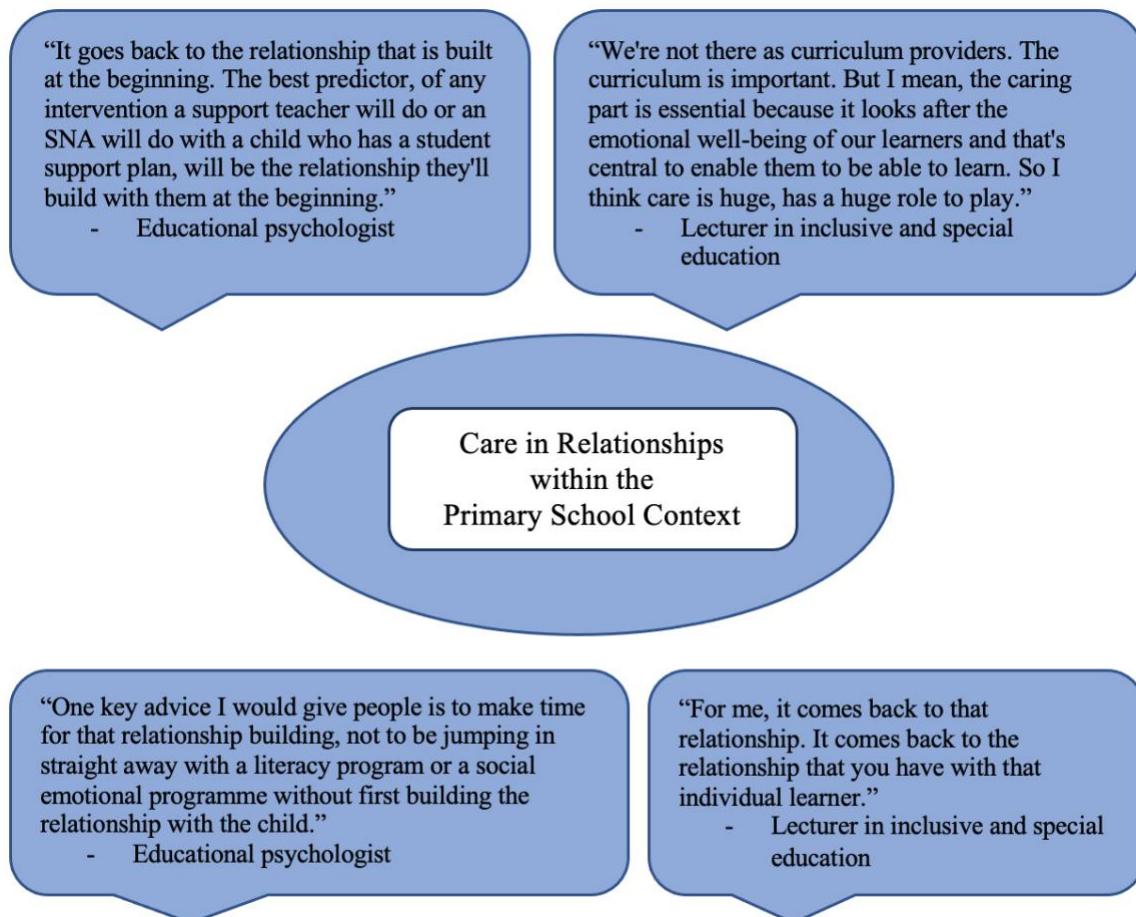 “It goes back to the relationship that is built
at the beginning. The best predictor, of any
intervention a support teacher will do or an
SNA will do with a child who has a student
support plan, will be the relationship they'll
build with them at the beginning.”
- Educational psychologist
“We're not there as curriculum providers. The
curriculum is important. But I mean, the caring
part is essential because it looks after the
emotional well-being of our learners and that's
central to enable them to be able to learn. So I
think care is huge, has a huge role to play.”
- Lecturer in inclusive and special
education
Care in Relationships
within the
Primary School Context
“One key advice I would give people is to make time
for that relationship building, not to be jumping in
straight away with a literacy program or a social
emotional programme without first building the
relationship with the child.”
- Educational psychologist
“For me, it comes back to that
relationship. It comes back to the
relationship that you have with that
individual learner.”
- Lecturer in inclusive and special
education